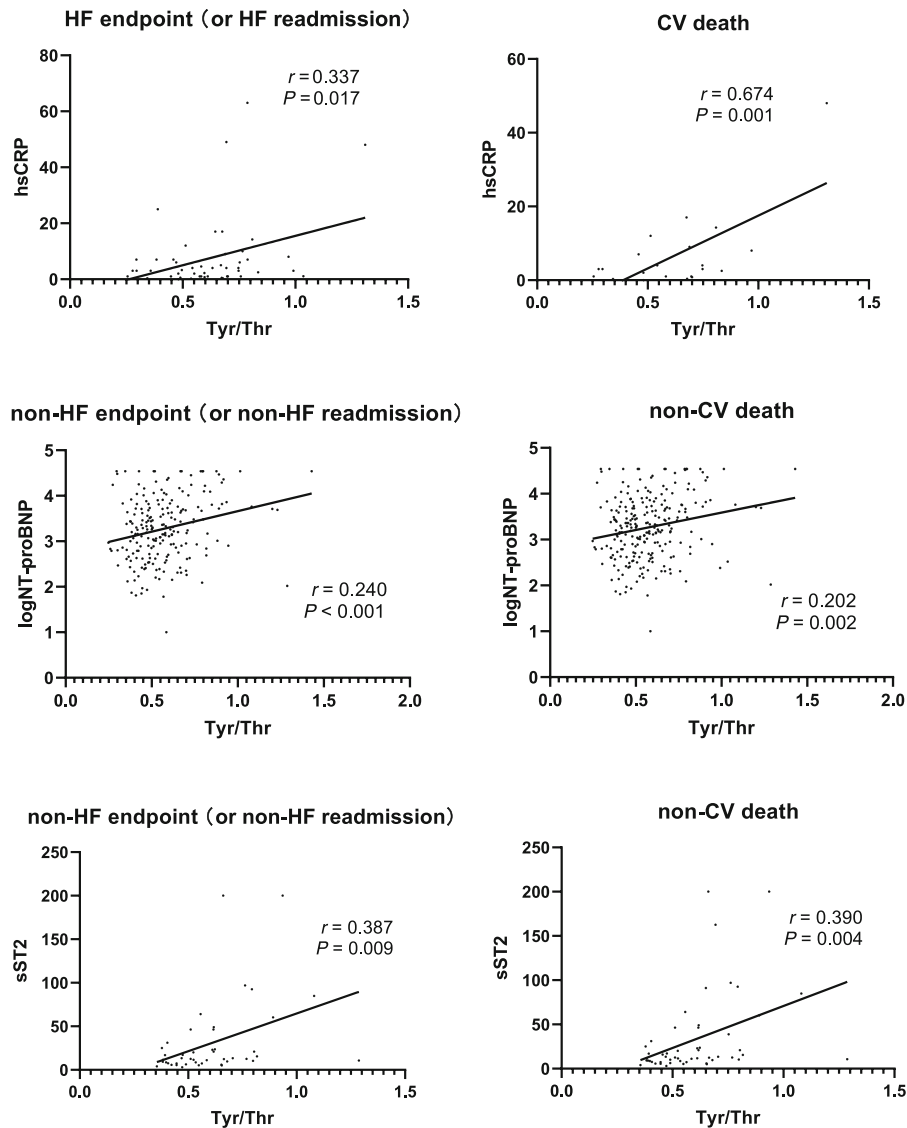 HF endpoint (or HF readmission)
80
60
40
20
0
hsCRP
r = 0.337
P = 0.017
0.0 0.5 1.0 1.5
Tyr/Thr
CV death
60
40
20
0
hsCRP
r = 0.674
P = 0.001
0.0 0.5 1.0 1.5
Tyr/Thr
non-HF endpoint (or non-HF readmission)
5
4
3
2
1
0
logNT-proBNP
r = 0.240
P < 0.001
0.0 0.5 1.0 1.5 2.0
Tyr/Thr
non-CV death
5
4
3
2
1
0
logNT-proBNP
r = 0.202
P = 0.002
0.0 0.5 1.0 1.5 2.0
Tyr/Thr
non-HF endpoint (or non-HF readmission)
250
200
150
100
50
0
sST2
r = 0.387
P = 0.009
0.0 0.5 1.0 1.5
Tyr/Thr
non-CV death
250
200
150
100
50
0
sST2
r = 0.390
P = 0.004
0.0 0.5 1.0 1.5
Tyr/Thr